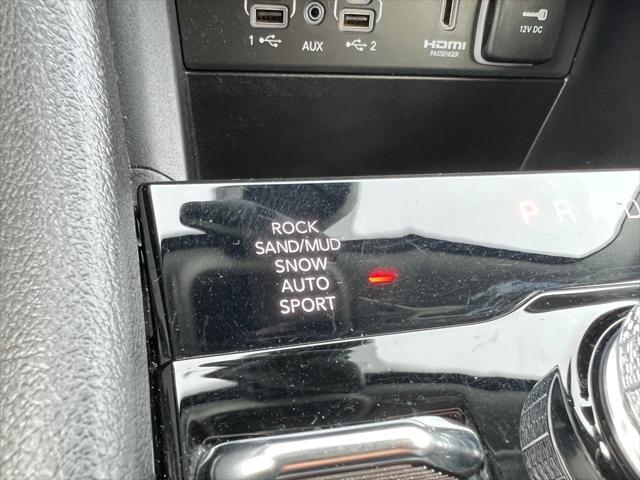 1 AUX 2 HDMI 12V DC
PASSENGER
ROCK
SAND/MUD
SNOW
AUTO
SPORT
P R N D